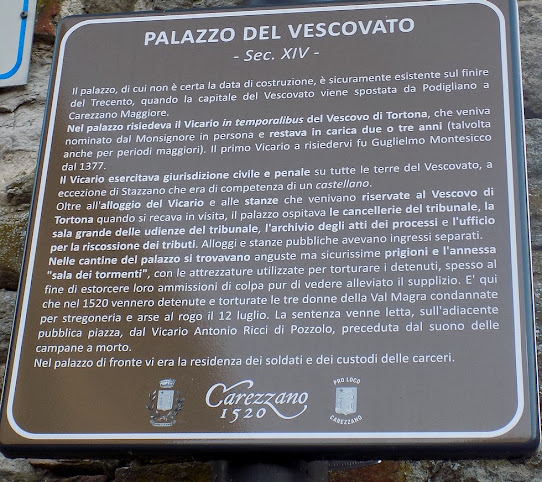 PALAZZO DEL VESCOVATO
- Sec. XIV -
Il palazzo, di cui non è certa la data di costruzione, è sicuramente esistente sul finire
del Trecento, quando la capitale del Vescovato viene spostata da Podigliano a
Carezzano Maggiore.
Nel palazzo risiedeva il Vicario in temporalibus del Vescovo di Tortona, che veniva
nominato dal Monsignore in persona e restava in carica due o tre anni (talvolta
anche per periodi maggiori). Il primo Vicario a risiedervi fu Guglielmo Montesicco
dal 1377.
Il Vicario esercitava giurisdizione civile e penale su tutte le terre del Vescovato, a
eccezione di Stazzano che era di competenza di un castellano.
Oltre all'alloggio del Vicario e alle stanze che venivano riservate al Vescovo di
Tortona quando si recava in visita, il palazzo ospitava le cancellerie del tribunale, la
sala grande delle udienze del tribunale, l'archivio degli atti dei processi e l'ufficio
per la riscossione dei tributi. Alloggi e stanze pubbliche avevano ingressi separati.
Nelle cantine del palazzo si trovavano anguste ma sicurissime prigioni e l'annessa
"sala dei tormenti", con le attrezzature utilizzate per torturare i detenuti, spesso al
fine di estorcere loro ammissioni di colpa pur di vedere alleviato il supplizio. E' qui
che nel 1520 vennero detenute e torturate le tre donne della Val Magra condannate
per stregoneria e arse al rogo il 12 luglio. La sentenza venne letta, sull'adiacente
pubblica piazza, dal Vicario Antonio Ricci di Pozzolo, preceduta dal suono delle
campane a morto.
Nel palazzo di fronte vi era la residenza dei soldati e dei custodi delle carceri.
Carezzano
1520
PRO LOCO
CAREZZANO